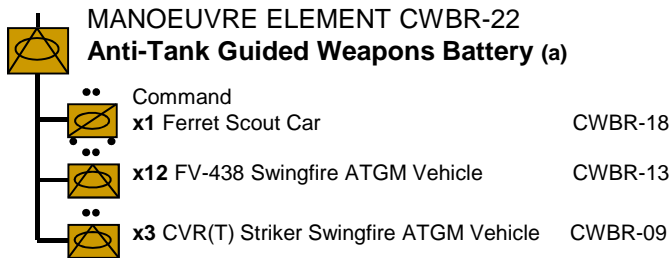 MANOEUVRE ELEMENT CWBR-22
Anti-Tank Guided Weapons Battery (a)
Command
x1 Ferret Scout Car CWBR-18
x12 FV-438 Swingfire ATGM Vehicle CWBR-13
x3 CVR(T) Striker Swingfire ATGM Vehicle CWBR-09